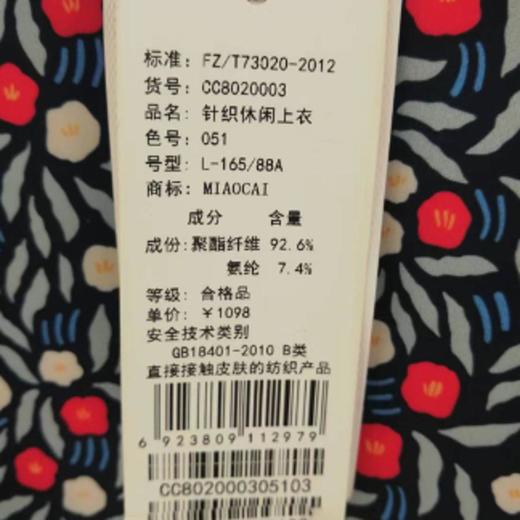 标准: FZ/T73020-2012
货号: CC8020003
品名: 针织休闲上衣
色号: 051
号型: L-165/88A
商标: MIAOCAI
成分 含量
成份: 聚酯纤维 92.6%
氨纶 7.4%
等级: 合格品
单价: ￥1098
安全技术类别
GB18401-2010 B类
直接接触皮肤的纺织产品
6 923809 112979
CC802000305103